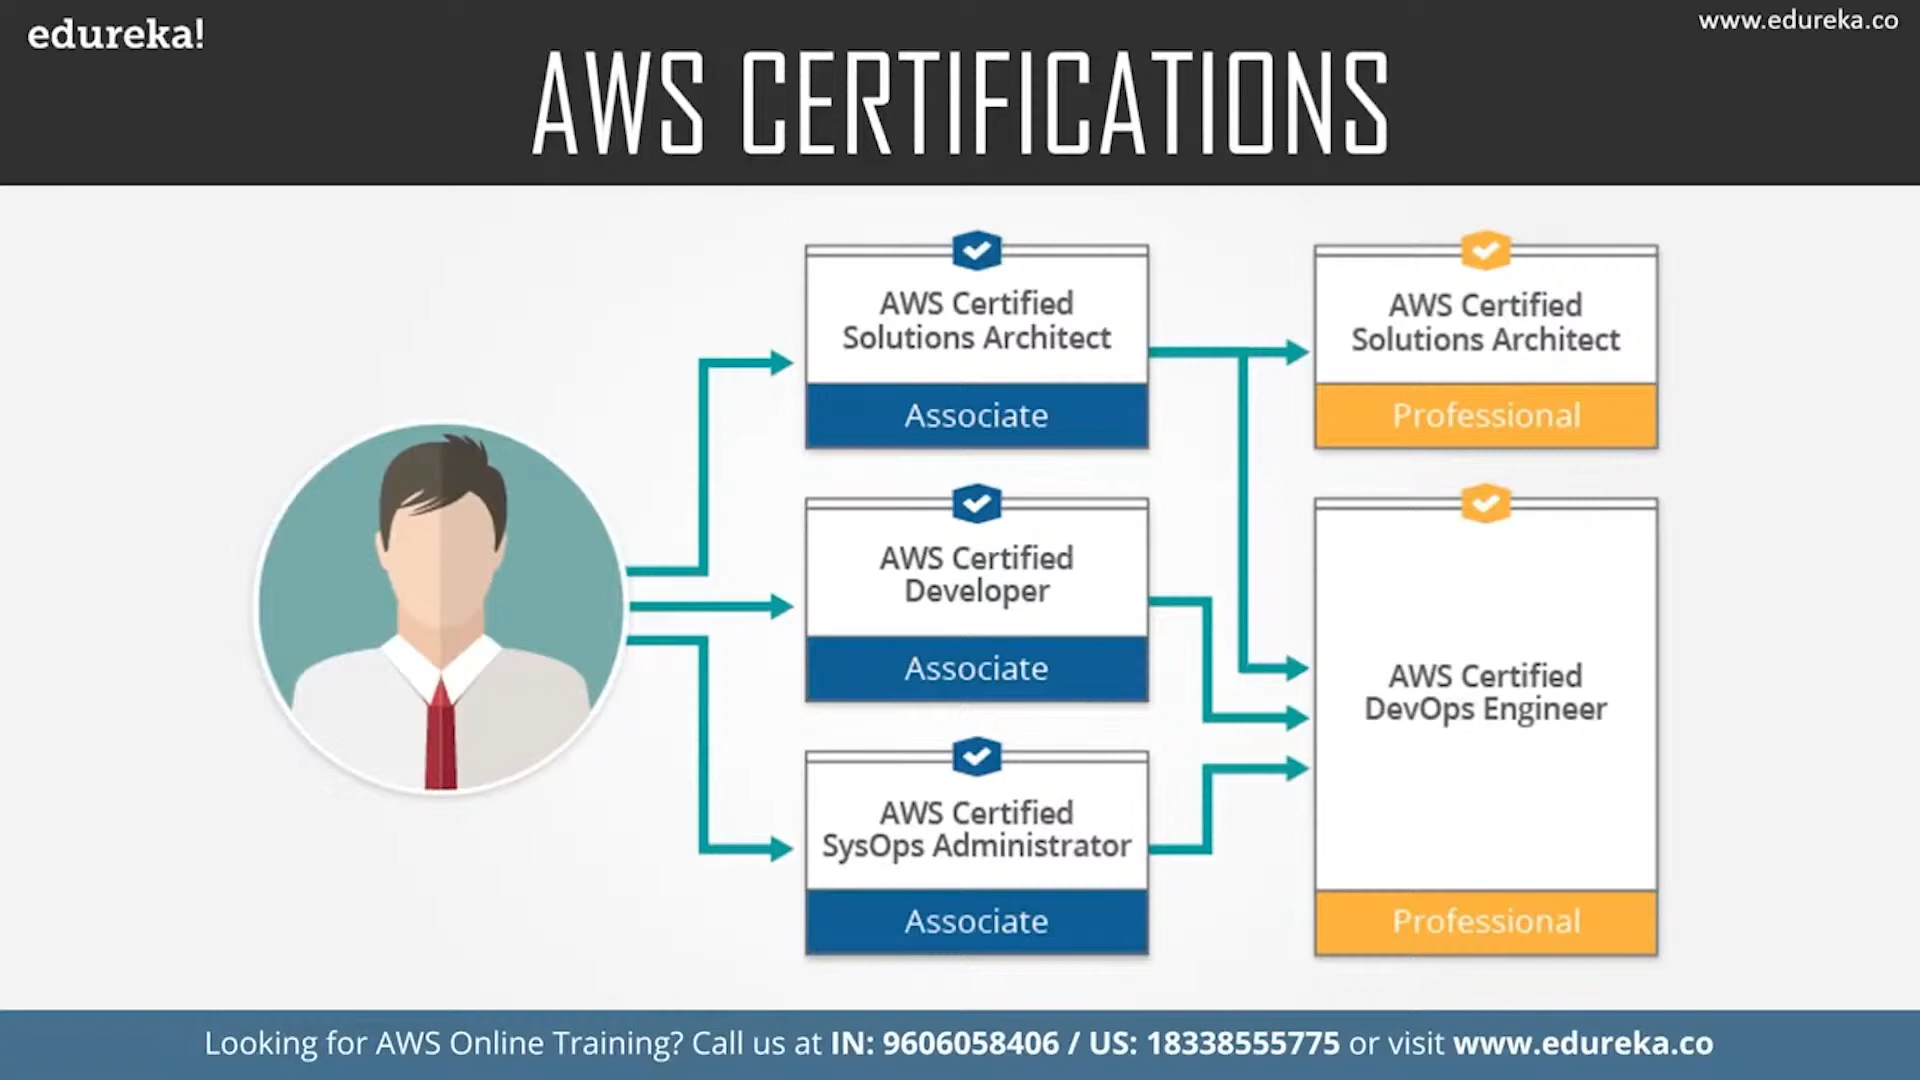 edureka!
www.edureka.co
AWS CERTIFICATIONS
AWS Certified
Solutions Architect
Associate
AWS Certified
Solutions Architect
Professional
AWS Certified
Developer
Associate
AWS Certified
DevOps Engineer
Professional
AWS Certified
SysOps Administrator
Associate
Looking for AWS Online Training? Call us at IN: 9606058406 / US: 18338555775 or visit www.edureka.co